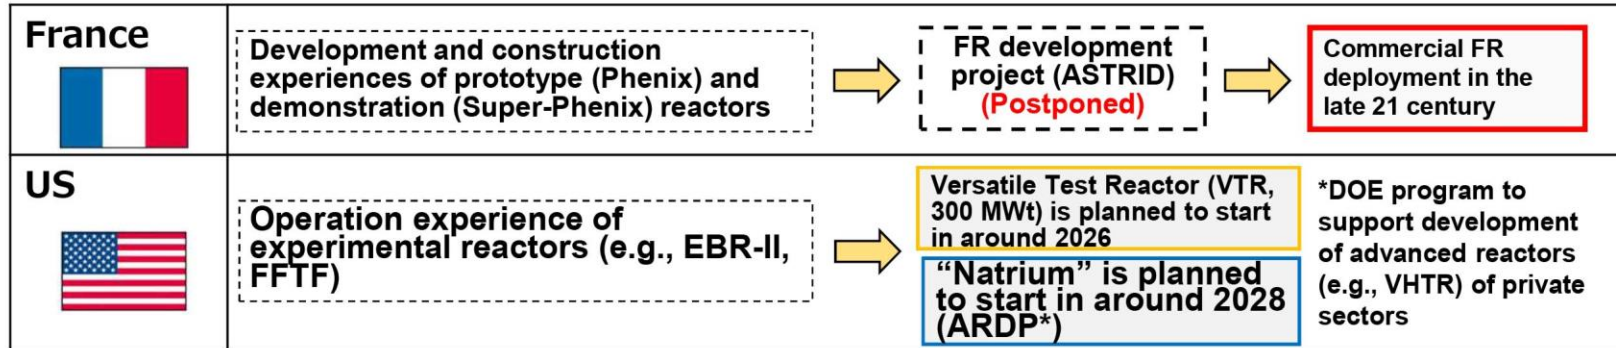 France
Development and construction
experiences of prototype (Phenix) and
demonstration (Super-Phenix) reactors
FR development
project (ASTRID)
(Postponed)
Commercial FR
deployment in the
late 21 century
US
Operation experience of
experimental reactors (e.g., EBR-II,
FFTF)
Versatile Test Reactor (VTR,
300 MWt) is planned to start
in around 2026
“Natrium” is planned
to start in around 2028
(ARDP*)
*DOE program to
support development
of advanced reactors
(e.g., VHTR) of private
sectors